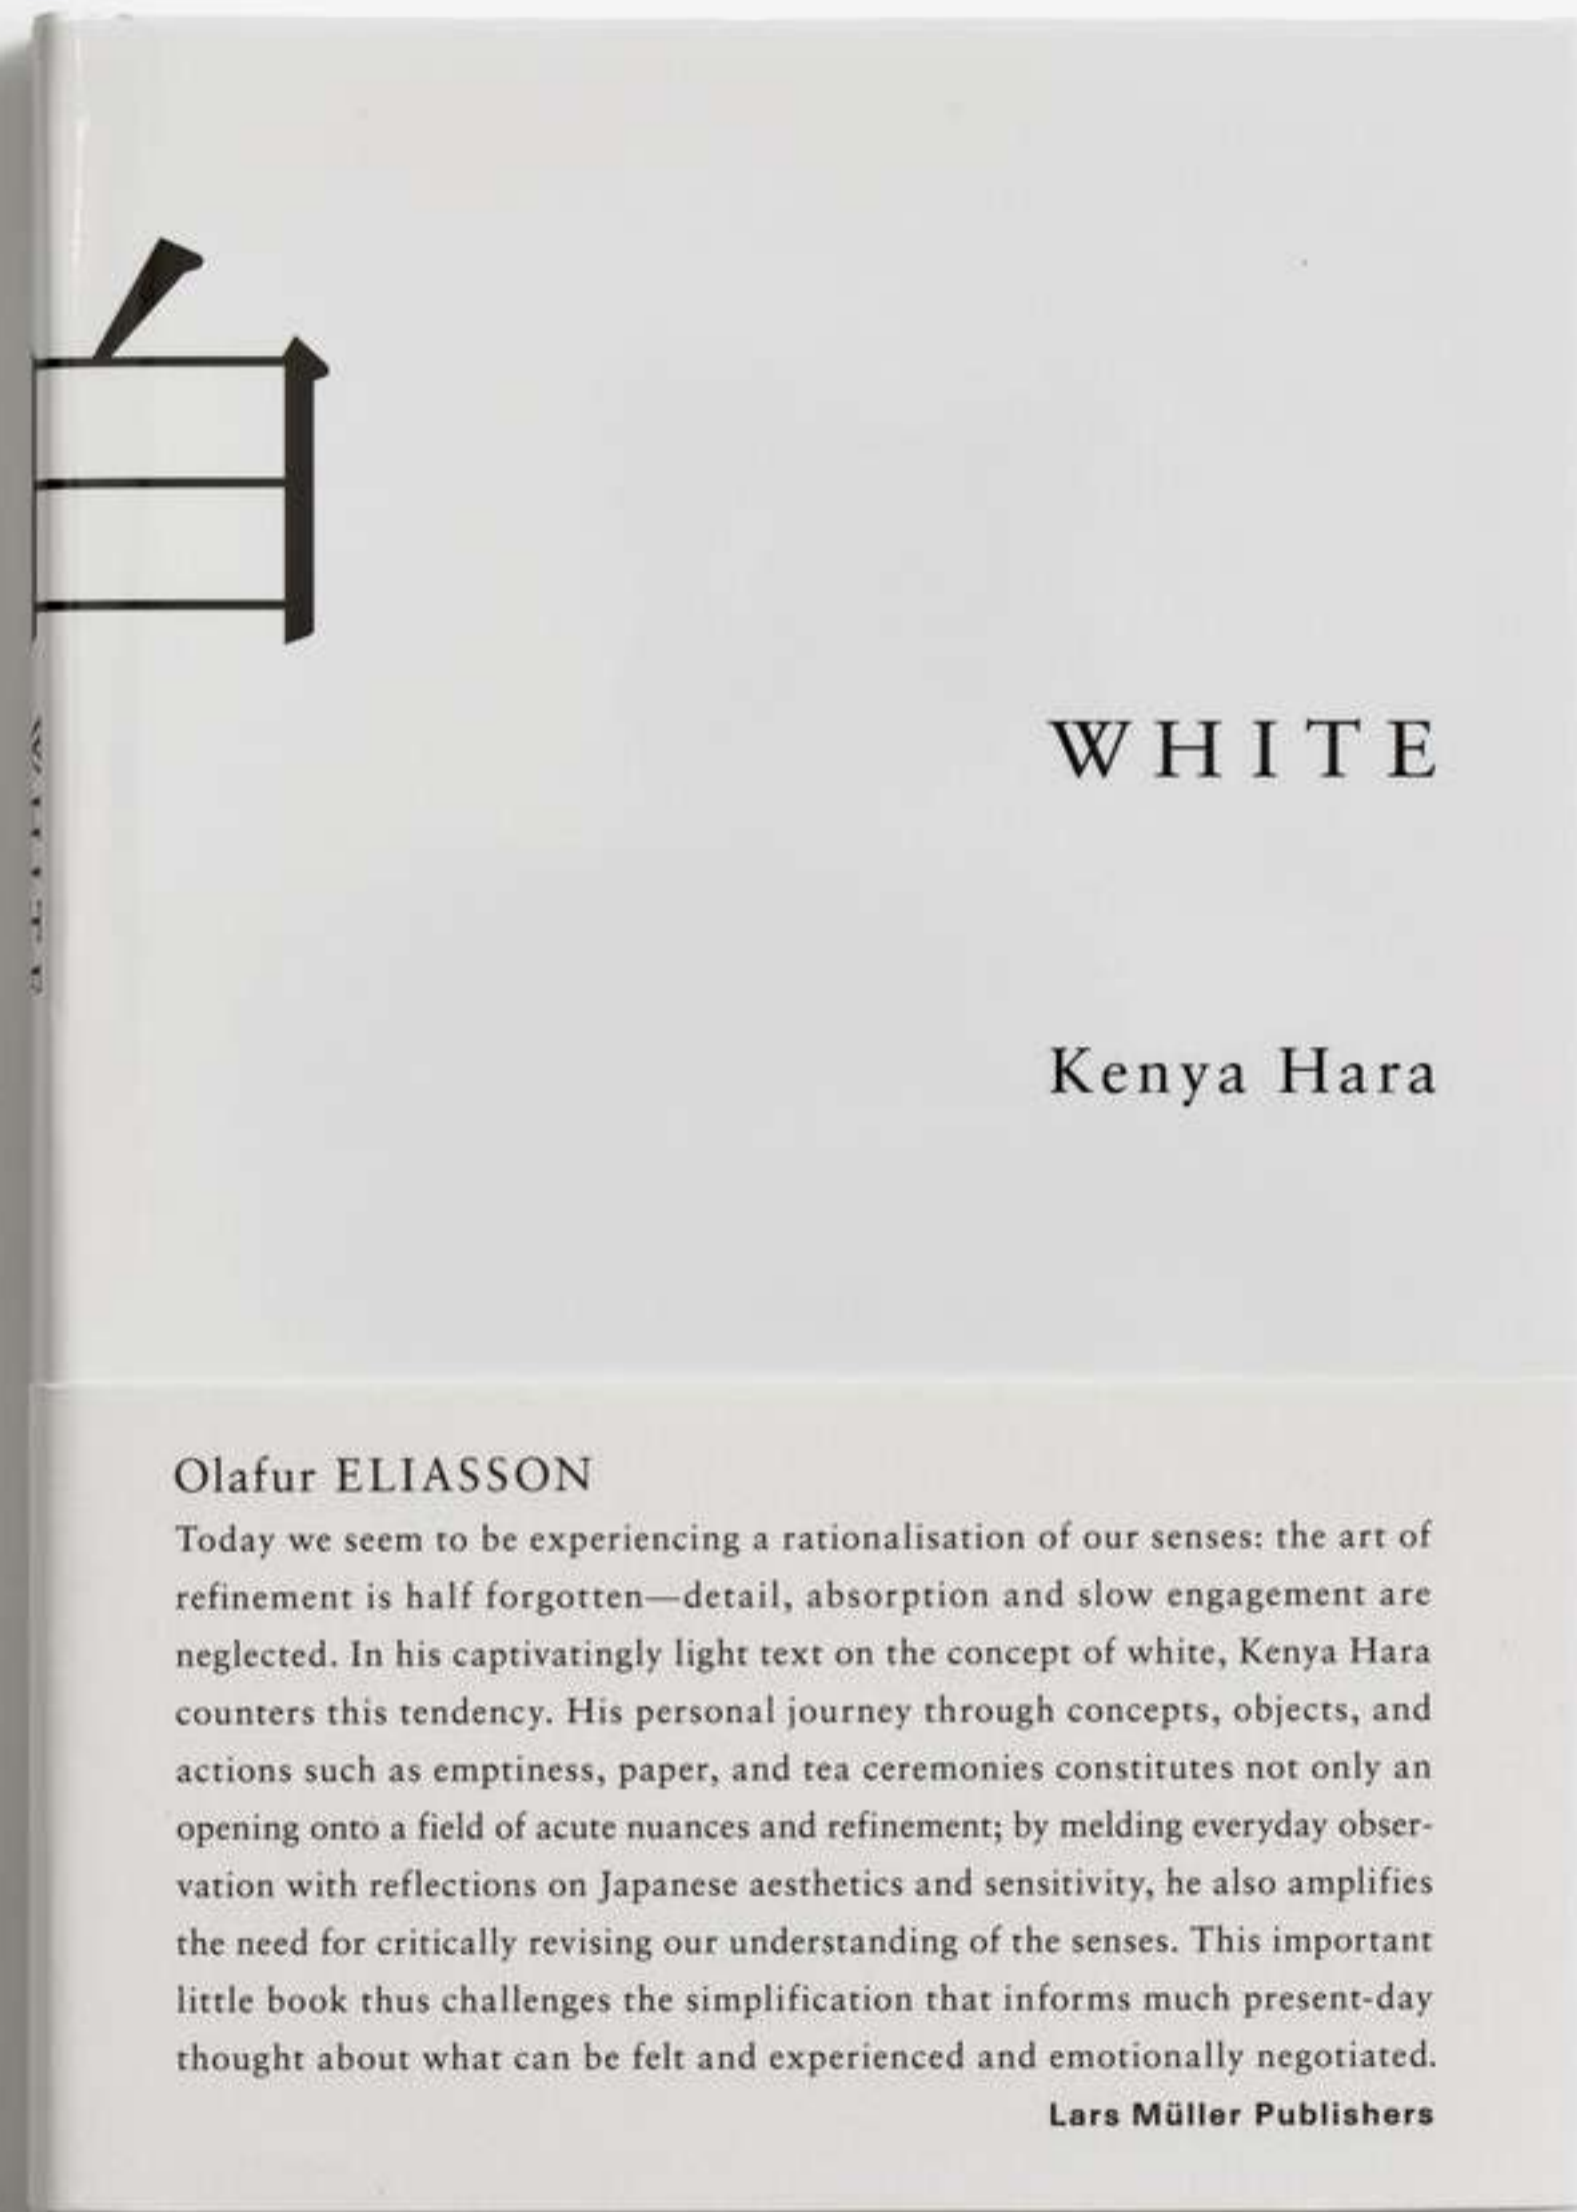 白
WHITE
Kenya Hara
Olafur ELIASSON
Today we seem to be experiencing a rationalisation of our senses: the art of
refinement is half forgotten—detail, absorption and slow engagement are
neglected. In his captivatingly light text on the concept of white, Kenya Hara
counters this tendency. His personal journey through concepts, objects, and
actions such as emptiness, paper, and tea ceremonies constitutes not only an
opening onto a field of acute nuances and refinement; by melding everyday obser-
vation with reflections on Japanese aesthetics and sensitivity, he also amplifies
the need for critically revising our understanding of the senses. This important
little book thus challenges the simplification that informs much present-day
thought about what can be felt and experienced and emotionally negotiated.
Lars Müller Publishers